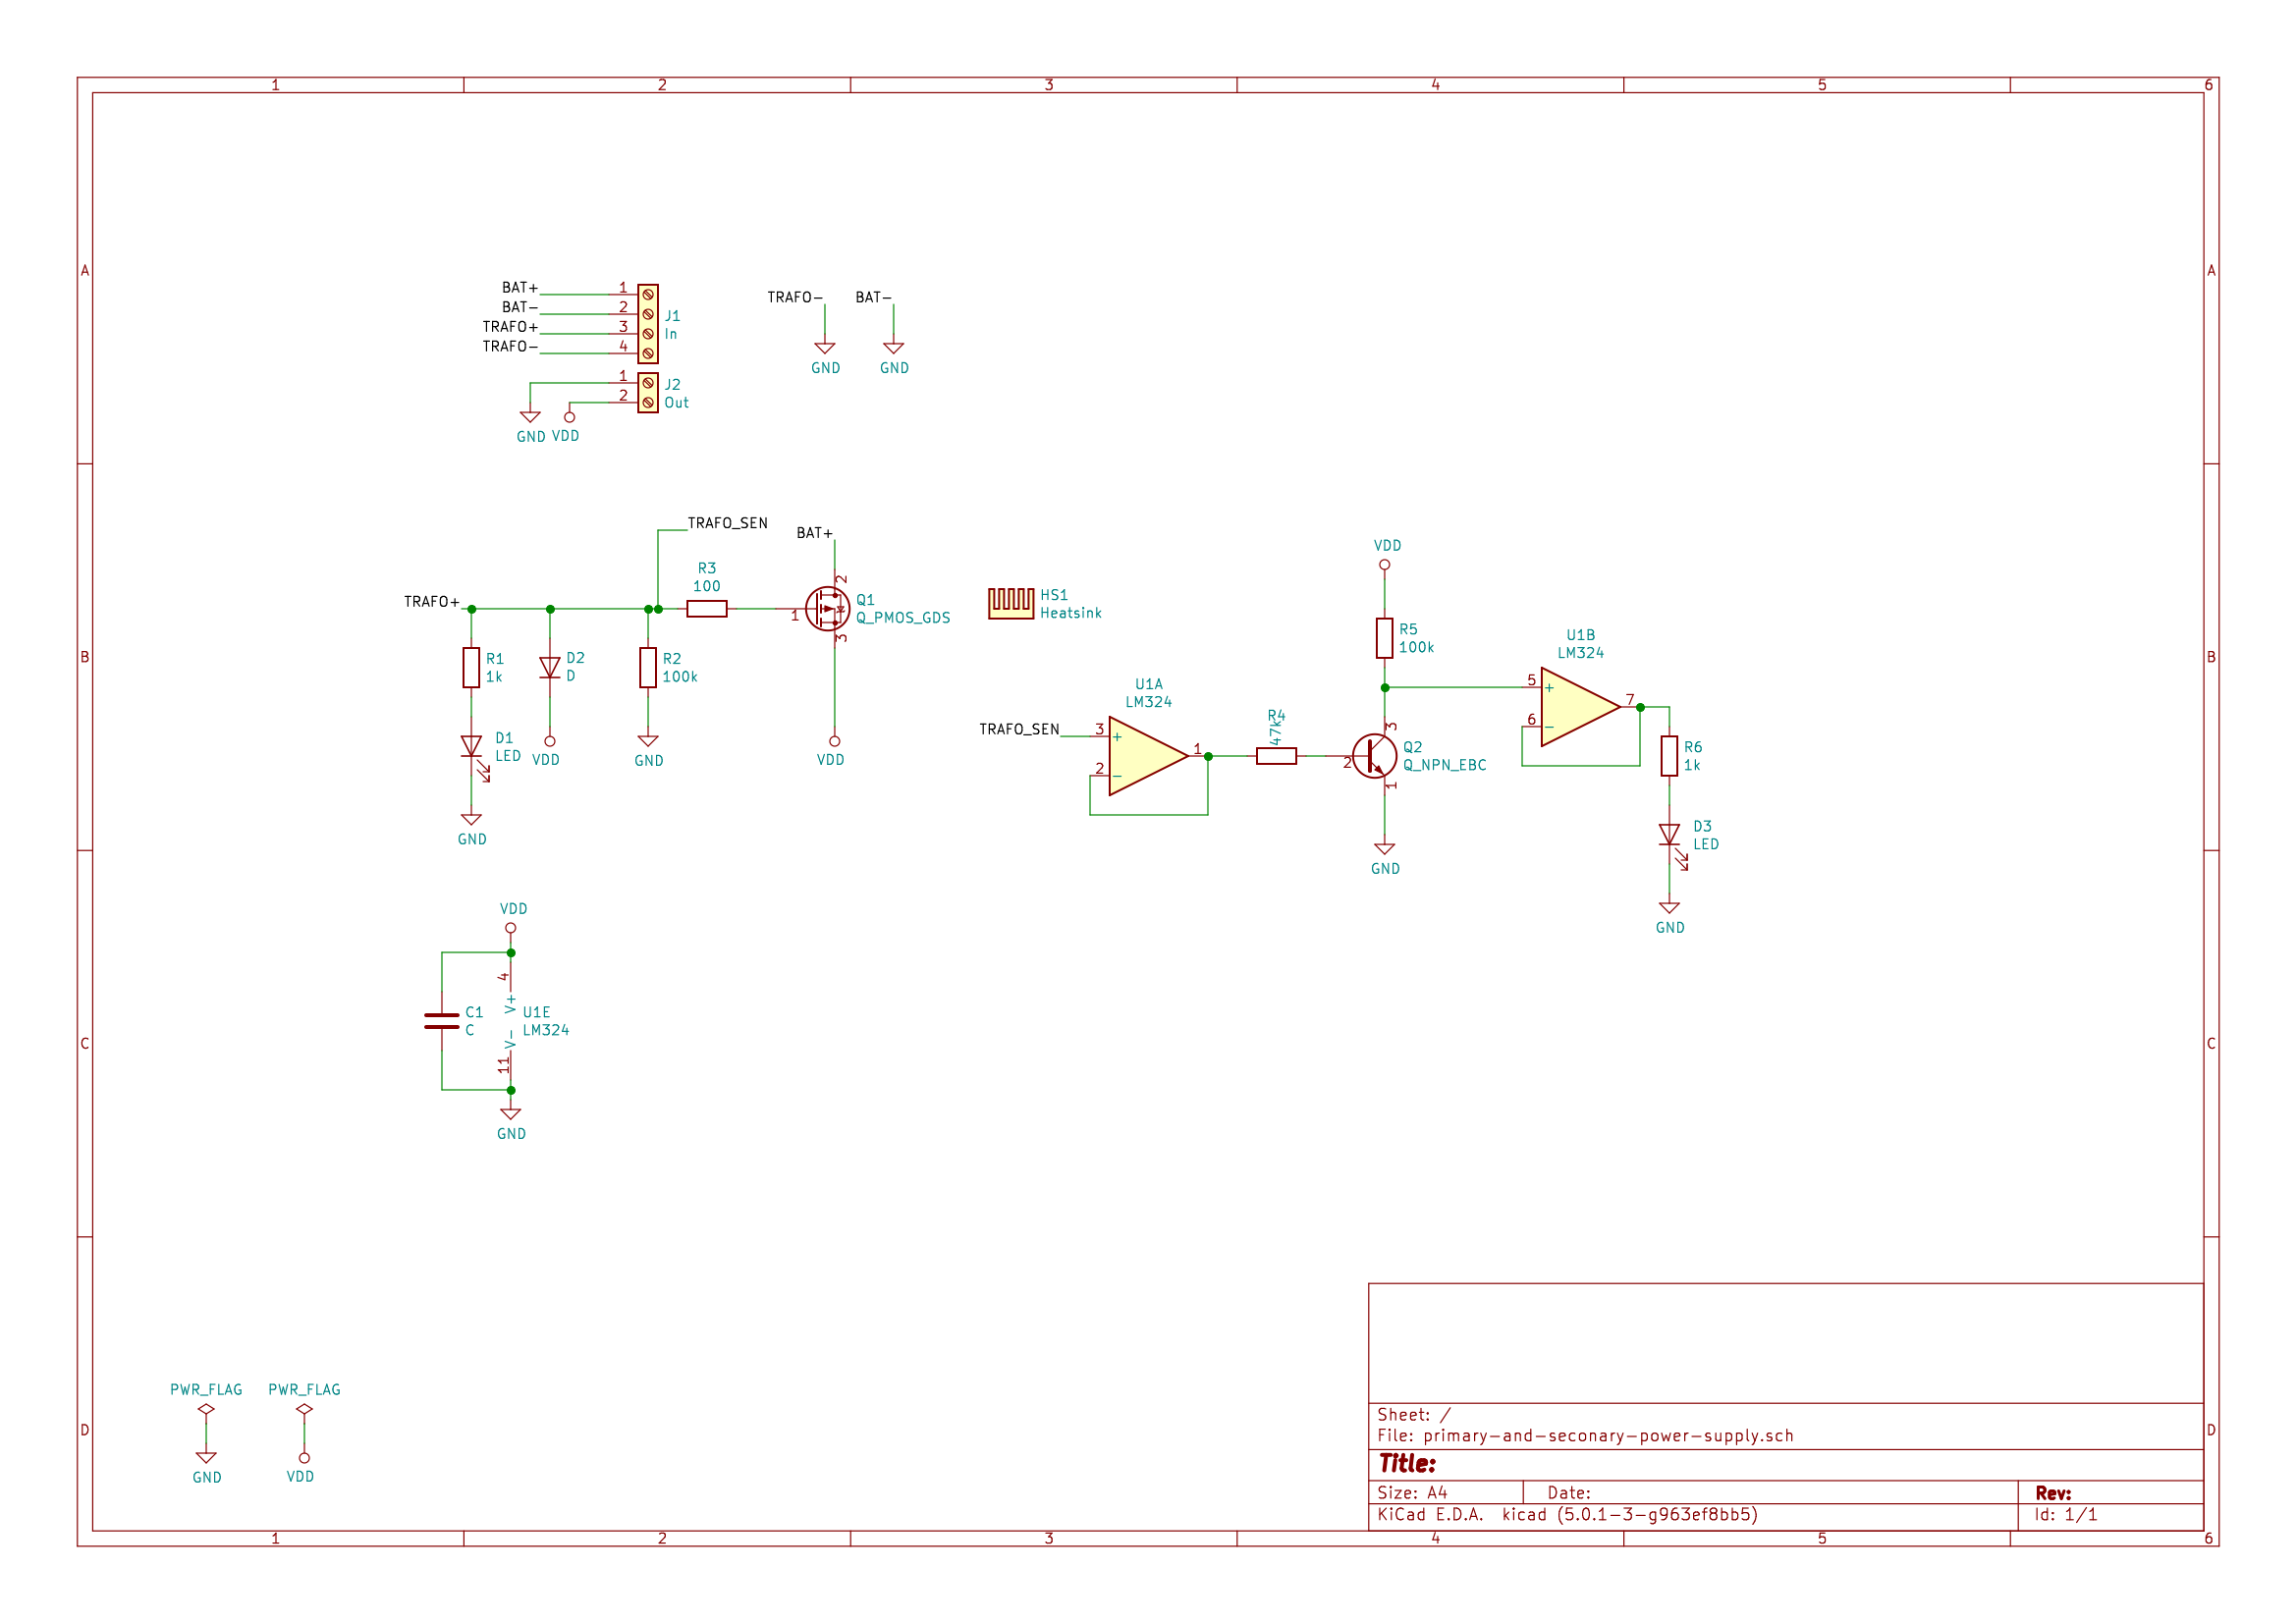 1 2 3 4 5 6
A A
BAT+ 1
BAT- 2
TRAFO+ 3
TRAFO- 4
J1
In
1
2
J2
Out
GND VDD
TRAFO- BAT-
GND GND
B B
TRAFO_SEN
BAT+
TRAFO+
R3
100
1
2
3
Q1
Q_PMOS_GDS
HS1
Heatsink
R1
1k
D2
D
R2
100k
D1
LED
VDD
GND
VDD
GND
VDD
R5
100k
U1A
LM324
TRAFO_SEN
3 +
2 -
1
R4
47k
2
3
1
Q2
Q_NPN_EBC
GND
U1B
LM324
5 +
6 -
7
R6
1k
D3
LED
GND
C C
VDD
4
V+
C1
C
U1E
LM324
V-
11
GND
D D
PWR_FLAG PWR_FLAG
GND VDD
Sheet: /
File: primary-and-seconary-power-supply.sch
Title:
Size: A4 Date: Rev:
KiCad E.D.A. kicad (5.0.1-3-g963ef8bb5) Id: 1/1
1 2 3 4 5 6